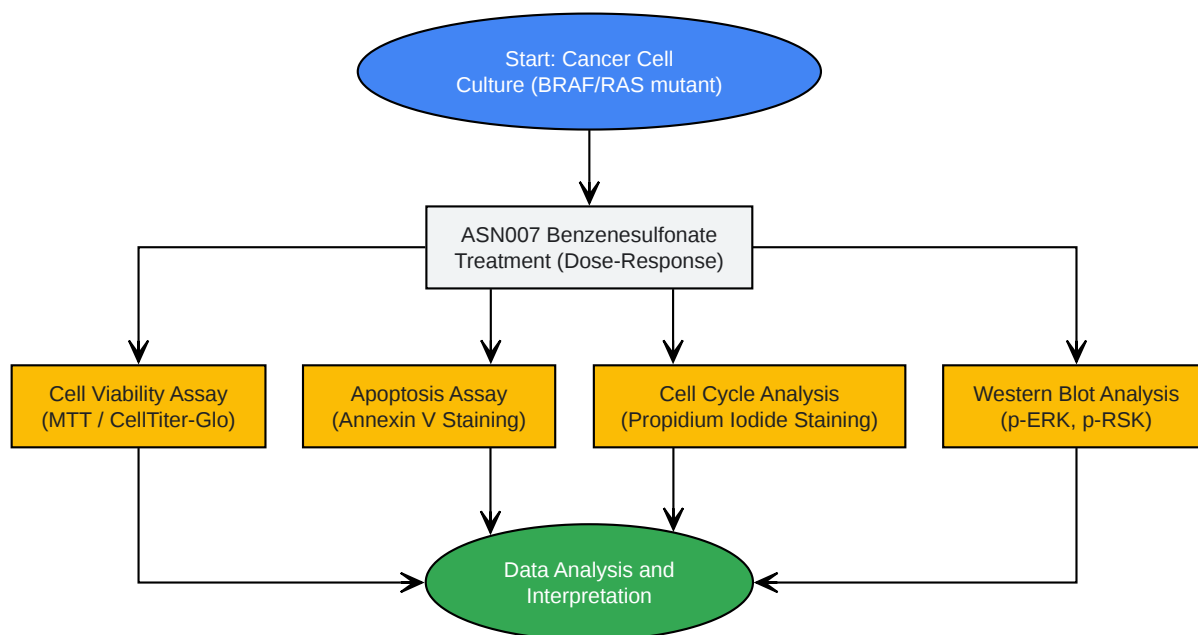 Start: Cancer Cell
Culture (BRAF/RAS mutant)
ASN007 Benzenesulfonate
Treatment (Dose-Response)
Cell Viability Assay
(MTT / CellTiter-Glo)
Apoptosis Assay
(Annexin V Staining)
Cell Cycle Analysis
(Propidium Iodide Staining)
Western Blot Analysis
(p-ERK, p-RSK)
Data Analysis and
Interpretation